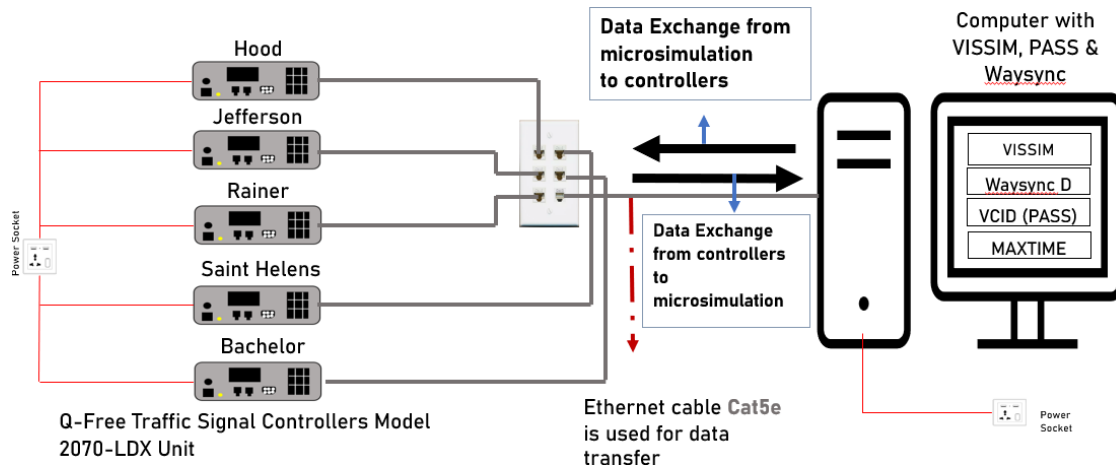 Hood
Jefferson
Rainer
Saint Helens
Bachelor
Power Socket
Q-Free Traffic Signal Controllers Model
2070-LDX Unit
Data Exchange from
microsimulation
to controllers
Data Exchange
from controllers
to
microsimulation
Ethernet cable Cat5e
is used for data
transfer
Computer with
VISSIM, PASS &
Waysync
VISSIM
Waysync D
VCID (PASS)
MAXTIME
Power
Socket